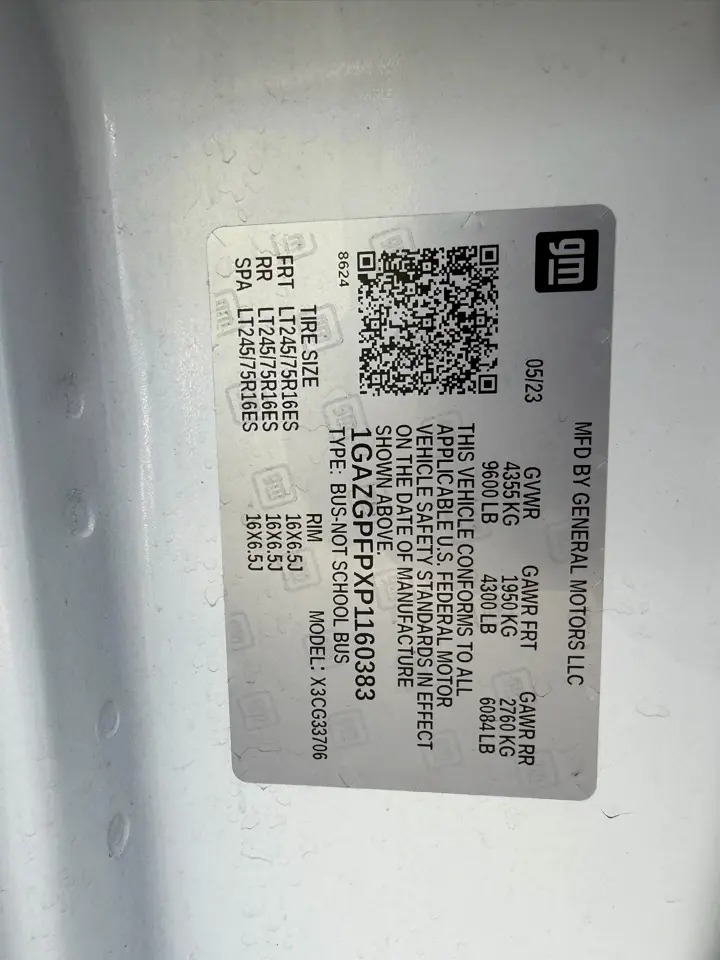 gm
MFD BY GENERAL MOTORS LLC
05/23
GVWR GAWR FRT GAWR RR
4355 KG 1950 KG 2760 KG
9600 LB 4300 LB 6084 LB
THIS VEHICLE CONFORMS TO ALL
APPLICABLE U.S. FEDERAL MOTOR
VEHICLE SAFETY STANDARDS IN EFFECT
ON THE DATE OF MANUFACTURE
SHOWN ABOVE.
8624
1GAZGPFPXP1160383
TYPE: BUS-NOT SCHOOL BUS
MODEL: X3CG33706
TIRE SIZE RIM
FRT LT245/75R16ES 16X6.5J
RR LT245/75R16ES 16X6.5J
SPA LT245/75R16ES 16X6.5J